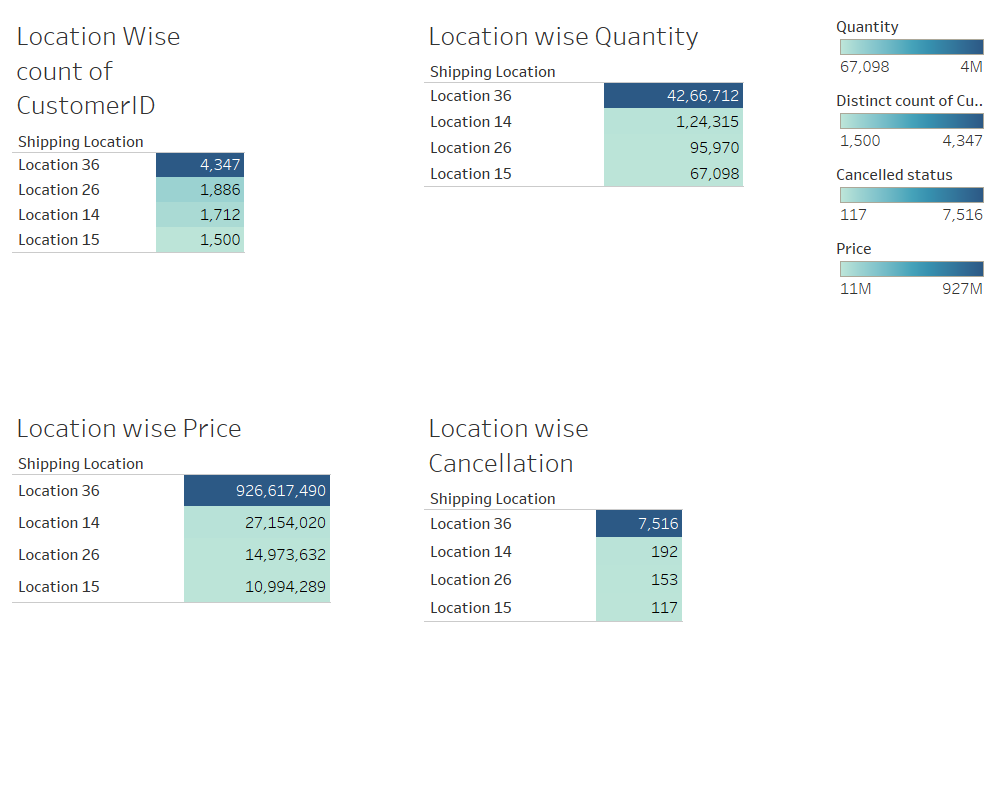 Location Wise
count of
CustomerID
Shipping Location
Location 36 4,347
Location 26 1,886
Location 14 1,712
Location 15 1,500
Location wise Quantity
Shipping Location
Location 36 42,66,712
Location 14 1,24,315
Location 26 95,970
Location 15 67,098
Quantity
67,098 4M
Distinct count of Cu..
1,500 4,347
Cancelled status
117 7,516
Price
11M 927M
Location wise Price
Shipping Location
Location 36 926,617,490
Location 14 27,154,020
Location 26 14,973,632
Location 15 10,994,289
Location wise
Cancellation
Shipping Location
Location 36 7,516
Location 14 192
Location 26 153
Location 15 117